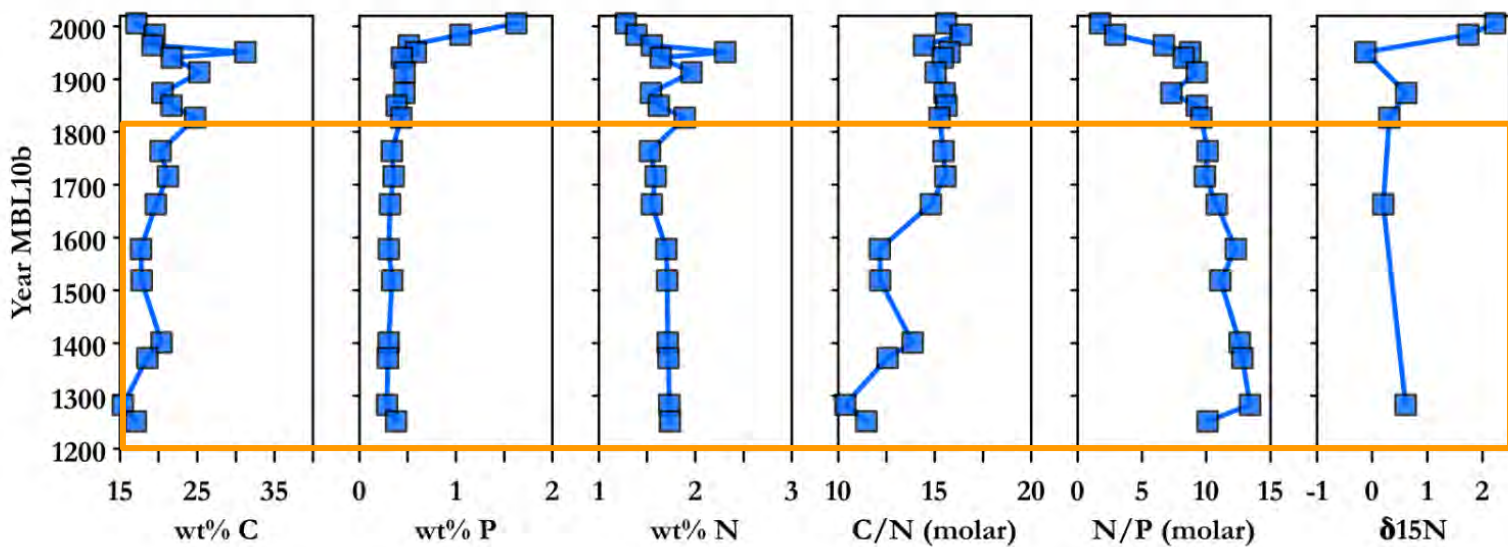 Year MBL10b
2000
1900
1800
1700
1600
1500
1400
1300
1200
15 25 35
0 1 2
1 2 3
10 15 20
0 5 10 15
-1 0 1 2
wt% C
wt% P
wt% N
C/N (molar)
N/P (molar)
δ15N